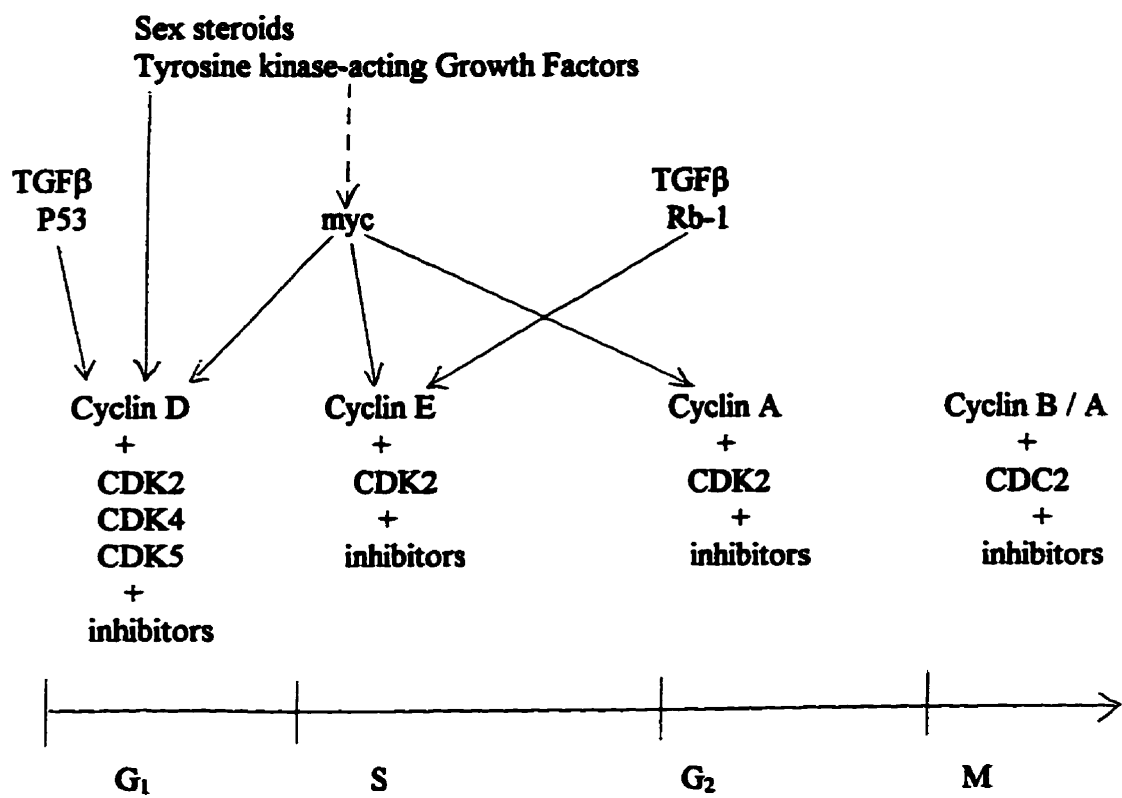 Sex steroids
Tyrosine kinase-acting Growth Factors
TGFβ
P53
myc
TGFβ
Rb-1
Cyclin D
+
CDK2
CDK4
CDK5
+
inhibitors
Cyclin E
+
CDK2
+
inhibitors
Cyclin A
+
CDK2
+
inhibitors
Cyclin B / A
+
CDC2
+
inhibitors
G₁
S
G₂
M